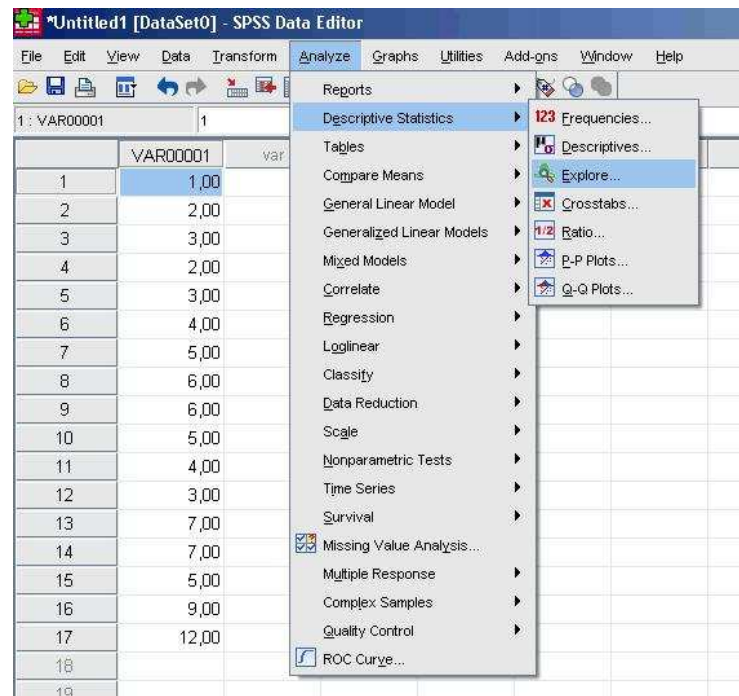 *Untitled1 [DataSet0] - SPSS Data Editor
File Edit View Data Transform Analyze Graphs Utilities Add-ons Window Help
1 : VAR00001 1
VAR00001 var
1 1,00
2 2,00
3 3,00
4 2,00
5 3,00
6 4,00
7 5,00
8 6,00
9 6,00
10 5,00
11 4,00
12 3,00
13 7,00
14 7,00
15 5,00
16 9,00
17 12,00
18
19
Reports
Descriptive Statistics
Tables
Compare Means
General Linear Model
Generalized Linear Models
Mixed Models
Correlate
Regression
Loglinear
Classify
Data Reduction
Scale
Nonparametric Tests
Time Series
Survival
Missing Value Analysis...
Multiple Response
Complex Samples
Quality Control
ROC Curve...
123 Frequencies...
Descriptives...
Explore...
Crosstabs...
1/2 Ratio...
P-P Plots...
Q-Q Plots...